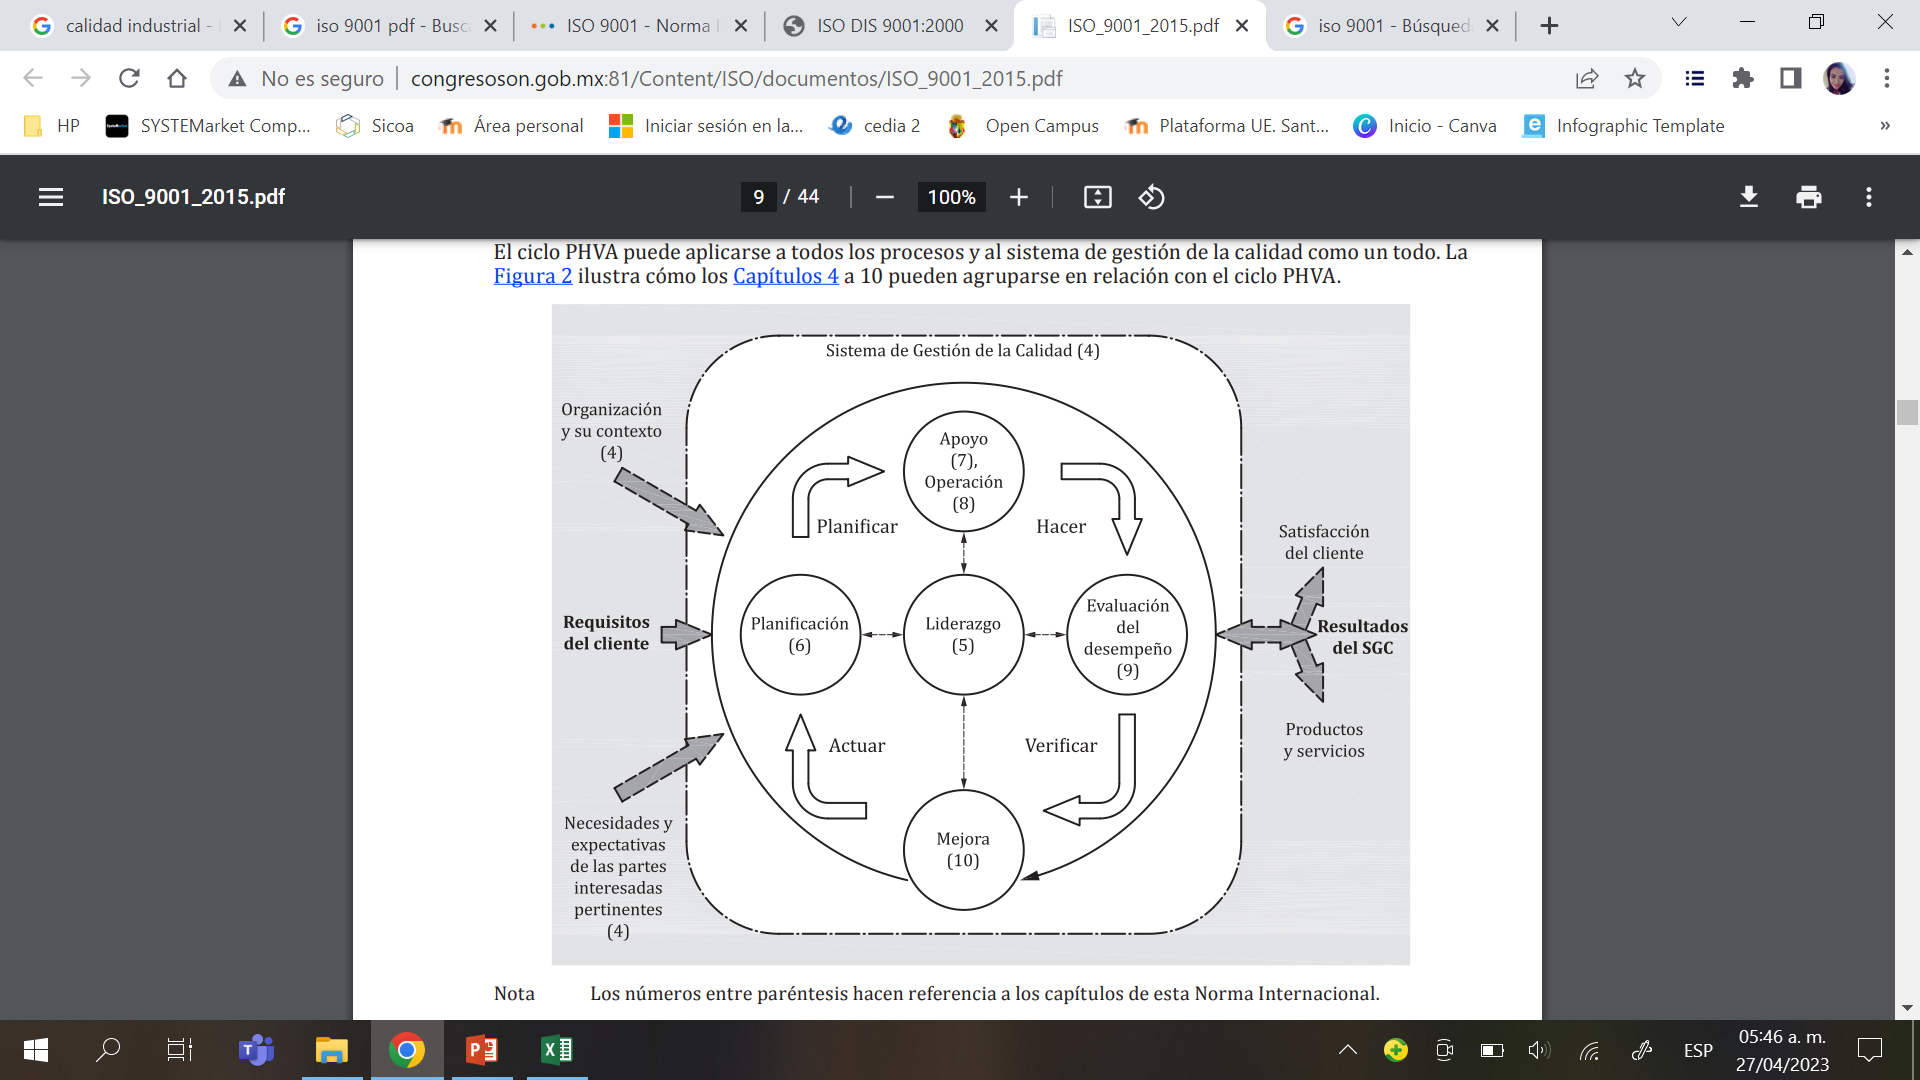 calidad industrial -
iso 9001 pdf - Busc
ISO 9001 - Norma
ISO DIS 9001:2000
ISO_9001_2015.pdf
iso 9001 - Búsqued
No es seguro
congresoson.gob.mx:81/Content/ISO/documentos/ISO_9001_2015.pdf
HP
SYSTEMarket Comp...
Sicoa
Área personal
Iniciar sesión en la...
cedia 2
Open Campus
Plataforma UE. Sant...
Inicio - Canva
Infographic Template
»
ISO_9001_2015.pdf
9 / 44
100%
El ciclo PHVA puede aplicarse a todos los procesos y al sistema de gestión de la calidad como un todo. La
Figura 2 ilustra cómo los Capítulos 4 a 10 pueden agruparse en relación con el ciclo PHVA.
Sistema de Gestión de la Calidad (4)
Organización
y su contexto
(4)
Apoyo
(7),
Operación
(8)
Planificar
Hacer
Satisfacción
del cliente
Requisitos
del cliente
Planificación
(6)
Liderazgo
(5)
Evaluación
del
desempeño
(9)
Resultados
del SGC
Actuar
Verificar
Productos
y servicios
Necesidades y
expectativas
de las partes
interesadas
pertinentes
(4)
Mejora
(10)
Nota Los números entre paréntesis hacen referencia a los capítulos de esta Norma Internacional.
ESP
05:46 a. m.
27/04/2023